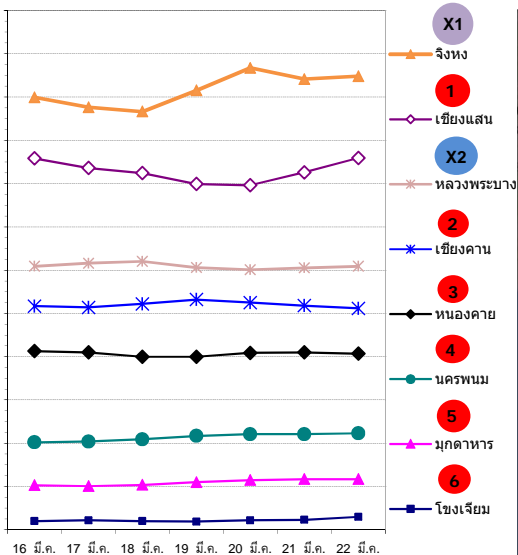 X1
จิงหง
1
เชียงแสน
X2
หลวงพระบาง
2
เชียงคาน
3
หนองคาย
4
นครพนม
5
มุกดาหาร
6
โขงเจียม
16 มี.ค. 17 มี.ค. 18 มี.ค. 19 มี.ค. 20 มี.ค. 21 มี.ค. 22 มี.ค.